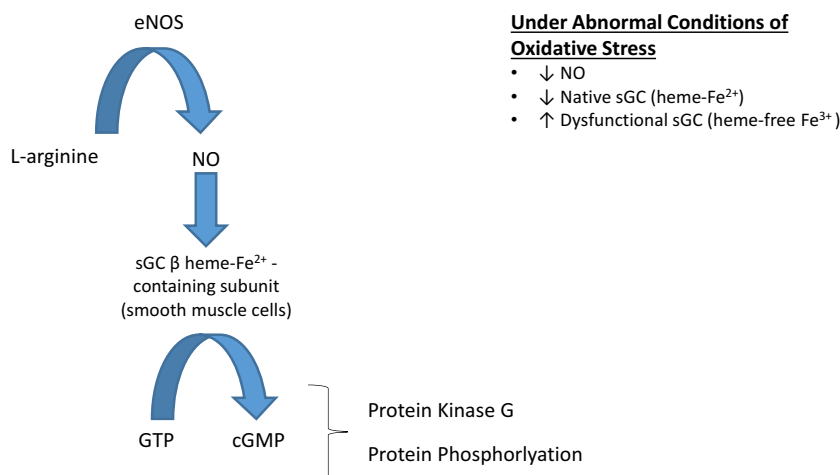 eNOS
L-arginine
NO
sGC β heme-Fe²⁺ -
containing subunit
(smooth muscle cells)
GTP
cGMP
Protein Kinase G
Protein Phosphorlyation
Under Abnormal Conditions of
Oxidative Stress
• ↓ NO
• ↓ Native sGC (heme-Fe²⁺)
• ↑ Dysfunctional sGC (heme-free Fe³⁺)